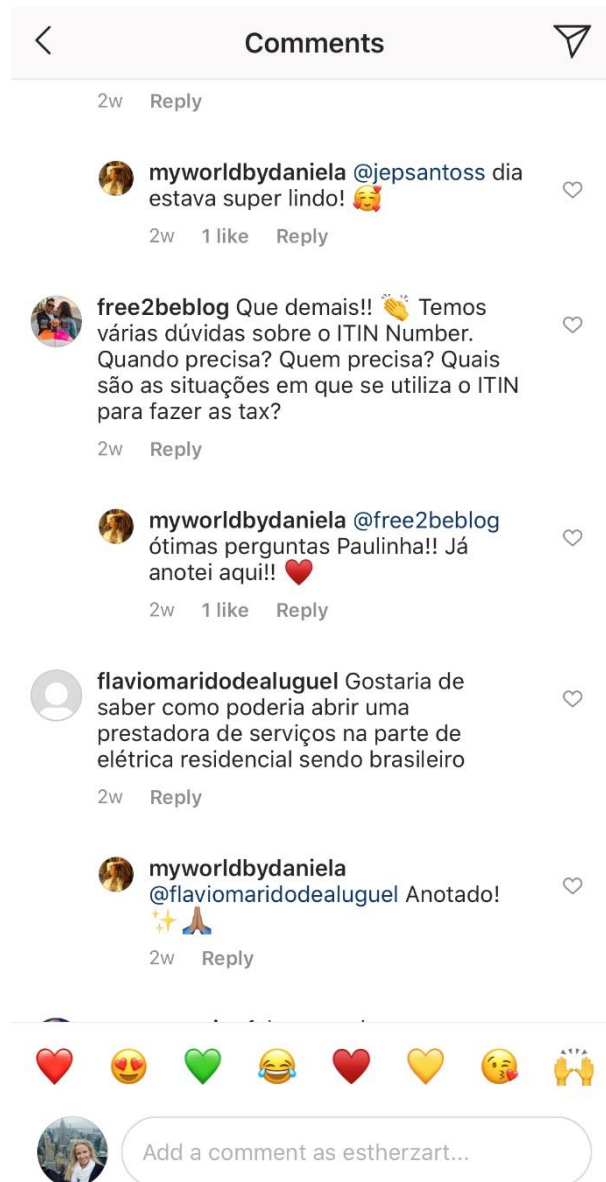 Comments
2w Reply
myworldbydaniela @jepsantoss dia
estava super lindo! 🥰
2w 1 like Reply
free2beblog Que demais!! 👏 Temos
várias dúvidas sobre o ITIN Number.
Quando precisa? Quem precisa? Quais
são as situações em que se utiliza o ITIN
para fazer as tax?
2w Reply
myworldbydaniela @free2beblog
ótimas perguntas Paulinha!! Já
anotei aqui!! ♥️
2w 1 like Reply
flaviomaridodealuguel Gostaria de
saber como poderia abrir uma
prestadora de serviços na parte de
elétrica residencial sendo brasileiro
2w Reply
myworldbydaniela
@flaviomaridodealuguel Anotado!
✨🙏🏽
2w Reply
Add a comment as estherzart...